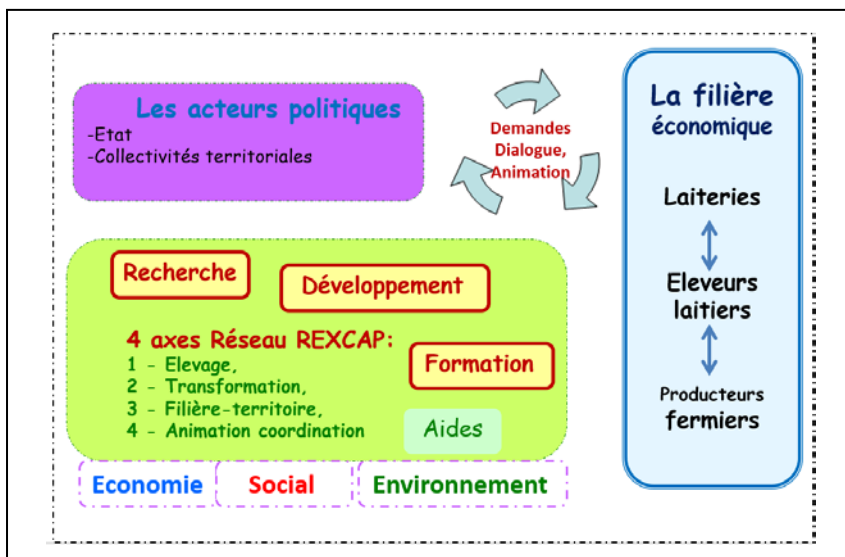 Les acteurs politiques
-Etat
-Collectivités territoriales
Demandes
Dialogue,
Animation
La filière
économique
Laiteries
Eleveurs
laitiers
Producteurs
fermiers
Recherche
Développement
4 axes Réseau REXCAP:
1 - Elevage,
2 - Transformation,
3 - Filière-territoire,
4 - Animation coordination
Formation
Aides
Economie
Social
Environnement